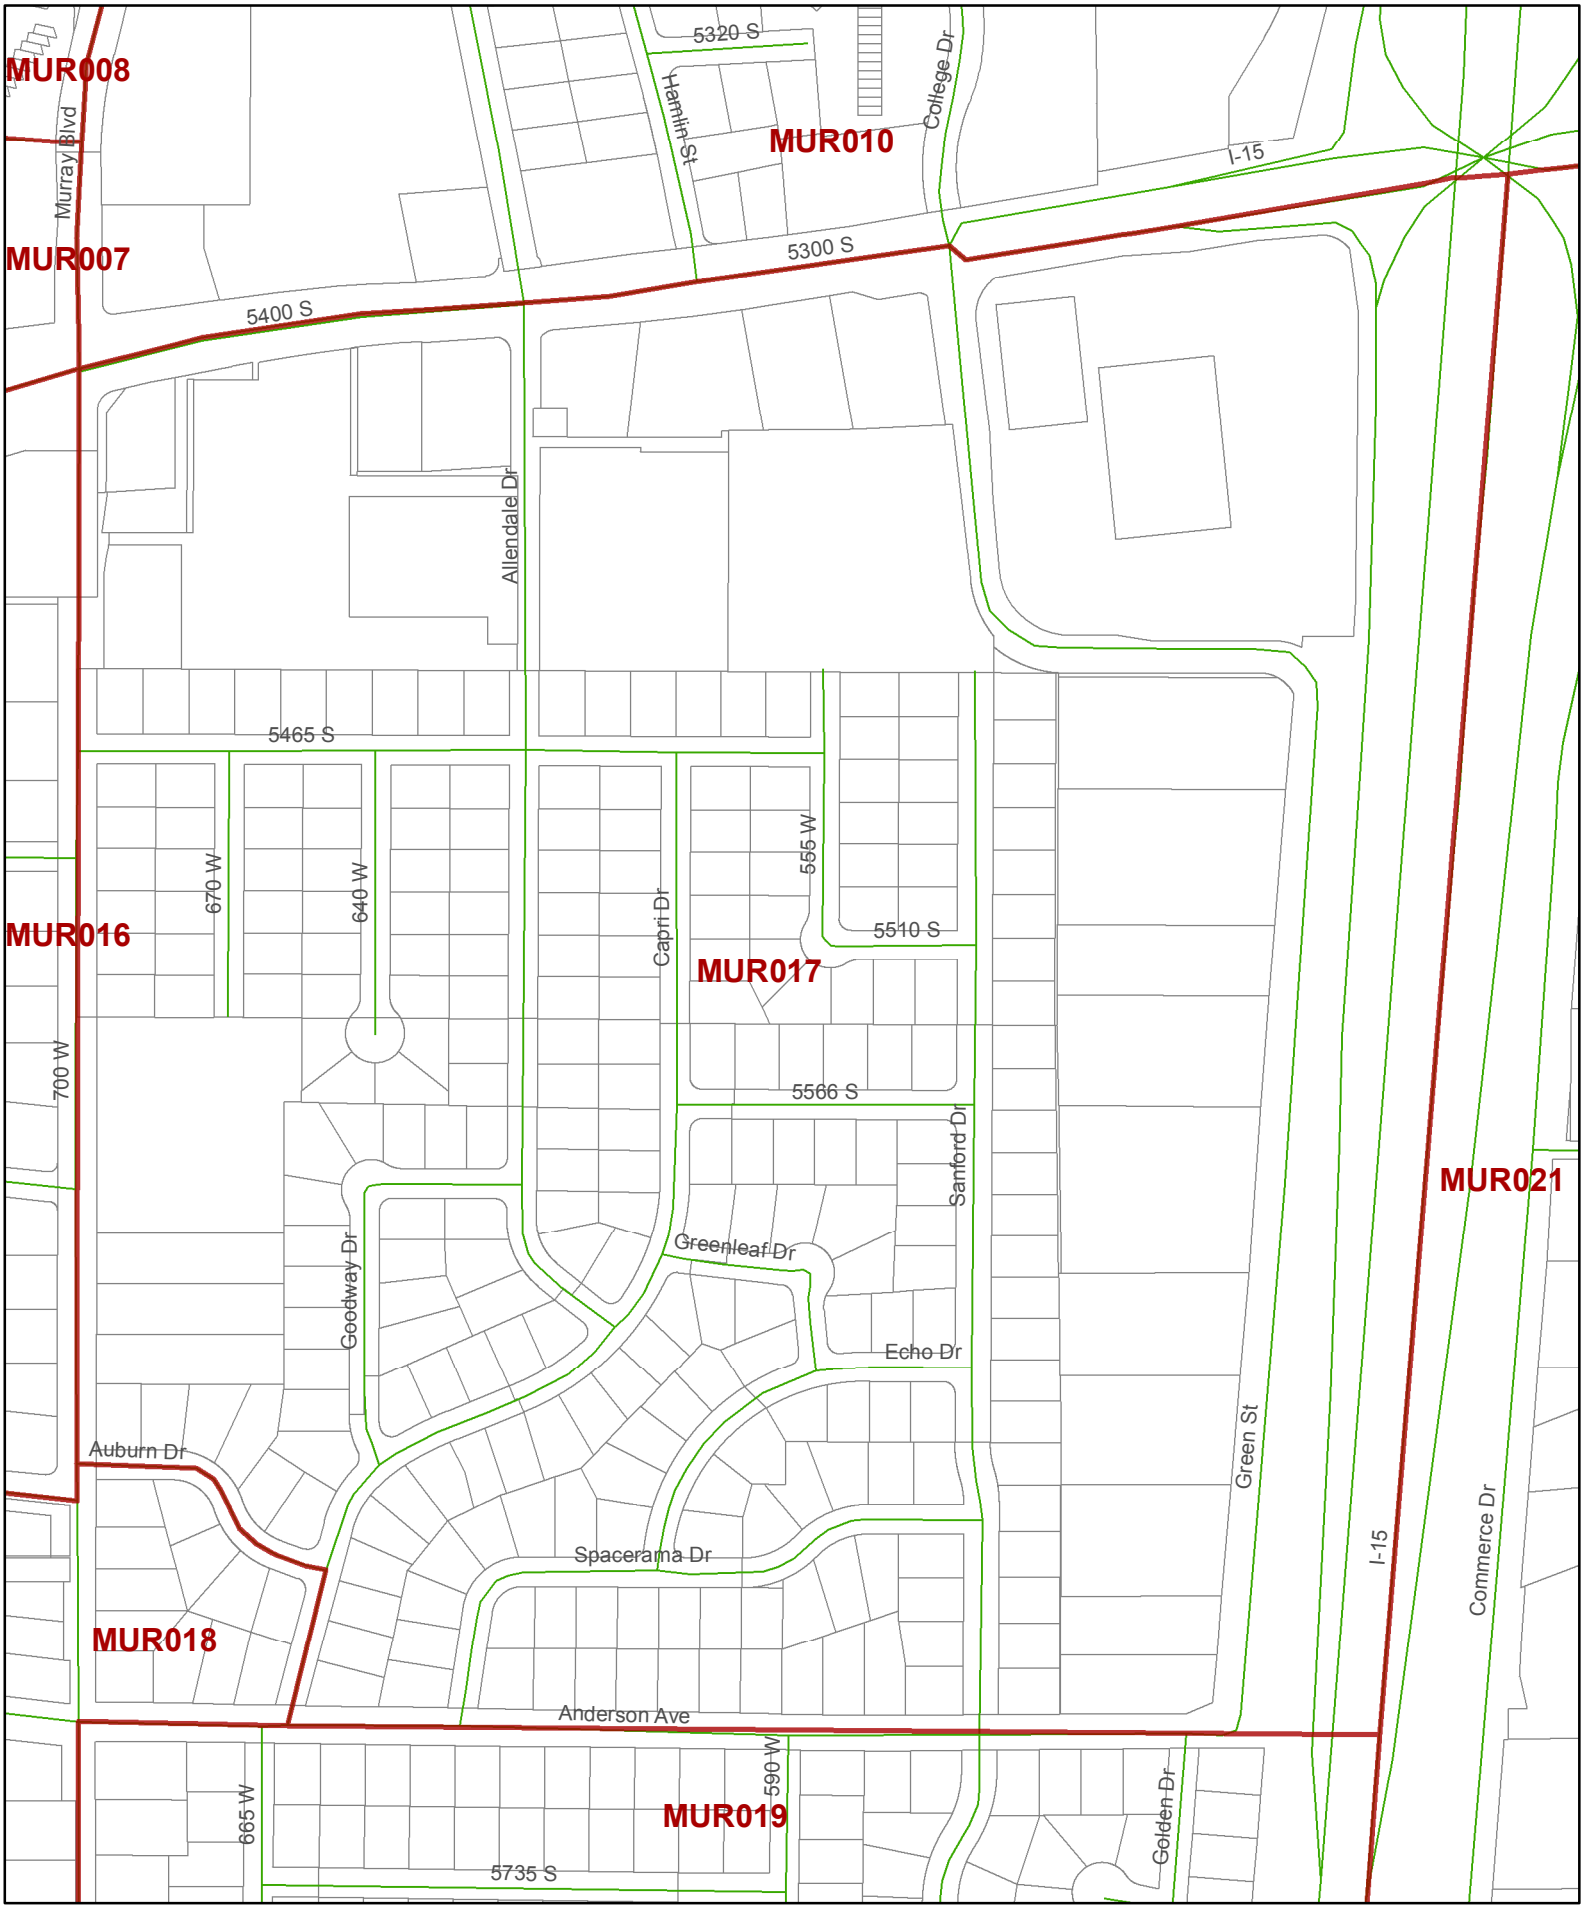 5320 S
MUR008
College Dr
Hamlin St
MUR010
Murray Blvd
I-15
5300 S
MUR007
5400 S
Allendale Dr
5465 S
555 W
670 W
640 W
Capri Dr
5510 S
MUR016
MUR017
700 W
5566 S
Sanford Dr
MUR021
Greenleaf Dr
Goodway Dr
Echo Dr
Auburn Dr
Green St
I-15
Commerce Dr
Spacerama Dr
MUR018
Anderson Ave
590 W
665 W
MUR019
Golden Dr
5735 S